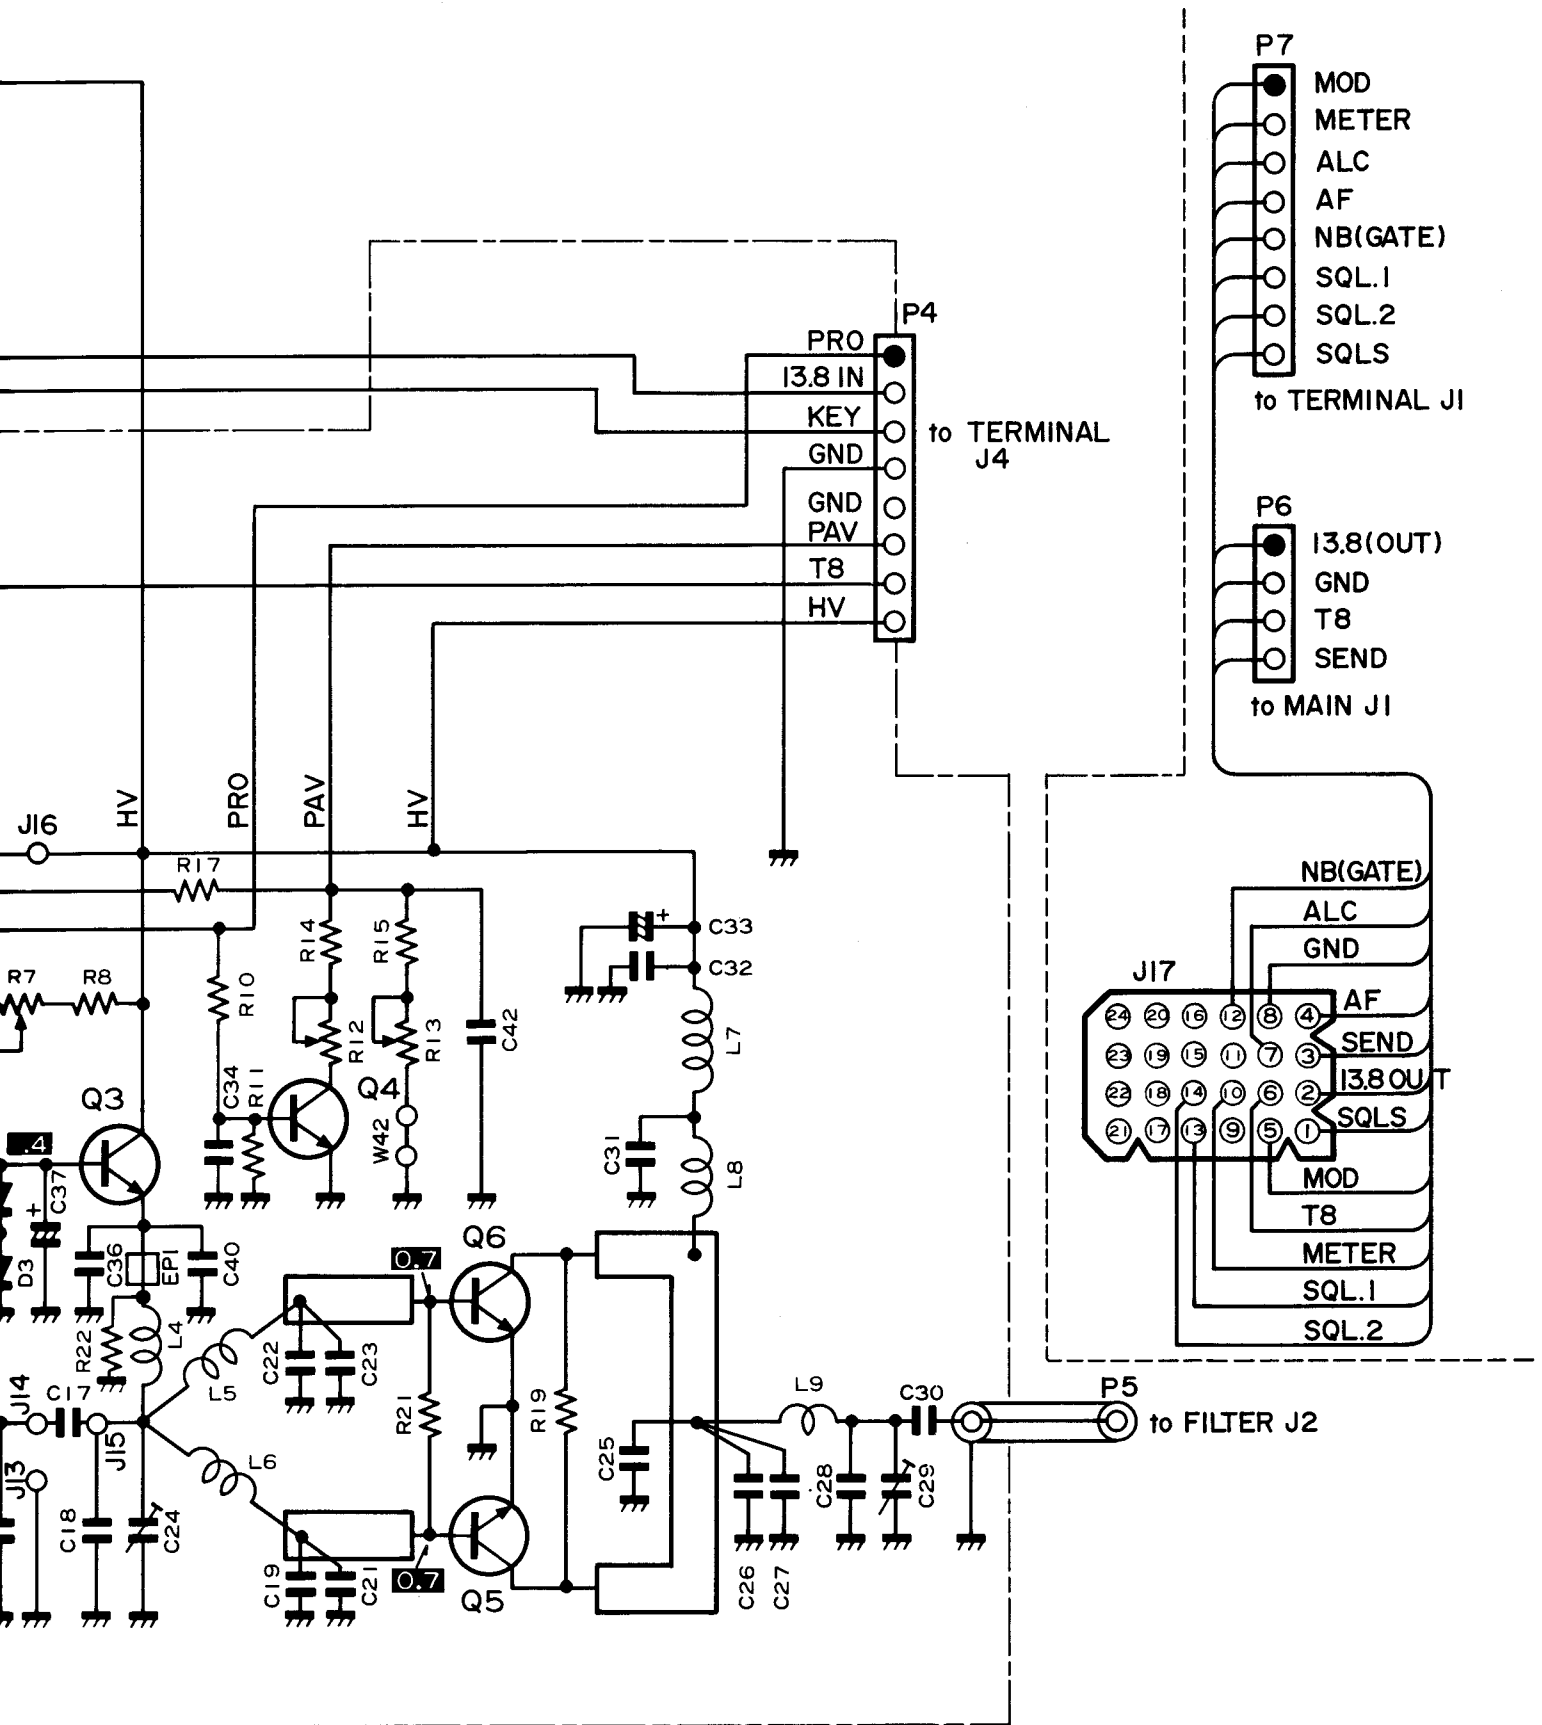 P7
MOD
METER
ALC
AF
NB(GATE)
SQL.1
SQL.2
SQLS
to TERMINAL J1
P4
PRO
13.8 IN
KEY
GND
GND
PAV
T8
HV
to TERMINAL
J4
P6
13.8(OUT)
GND
T8
SEND
to MAIN J1
HV
PRO
PAV
HV
J16
R17
R14
R15
C33
C32
R7
R8
R10
R12
R13
C42
L7
Q3
C34
R11
Q4
W42
C31
L8
.4
+
+
C37
D3
C36
EP1
C40
R22
L4
L5
C22
C23
0.7
Q6
R21
R19
J14
C17
J15
J13
L6
C18
C24
C19
C21
0.7
Q5
C25
C26
C27
L9
C28
C29
C30
P5
to FILTER J2
NB(GATE)
ALC
GND
J17
AF
SEND
13.8 OUT
SQLS
24 20 16 12 8 4
23 19 15 11 7 3
22 18 14 10 6 2
21 17 13 9 5 1
MOD
T8
METER
SQL.1
SQL.2